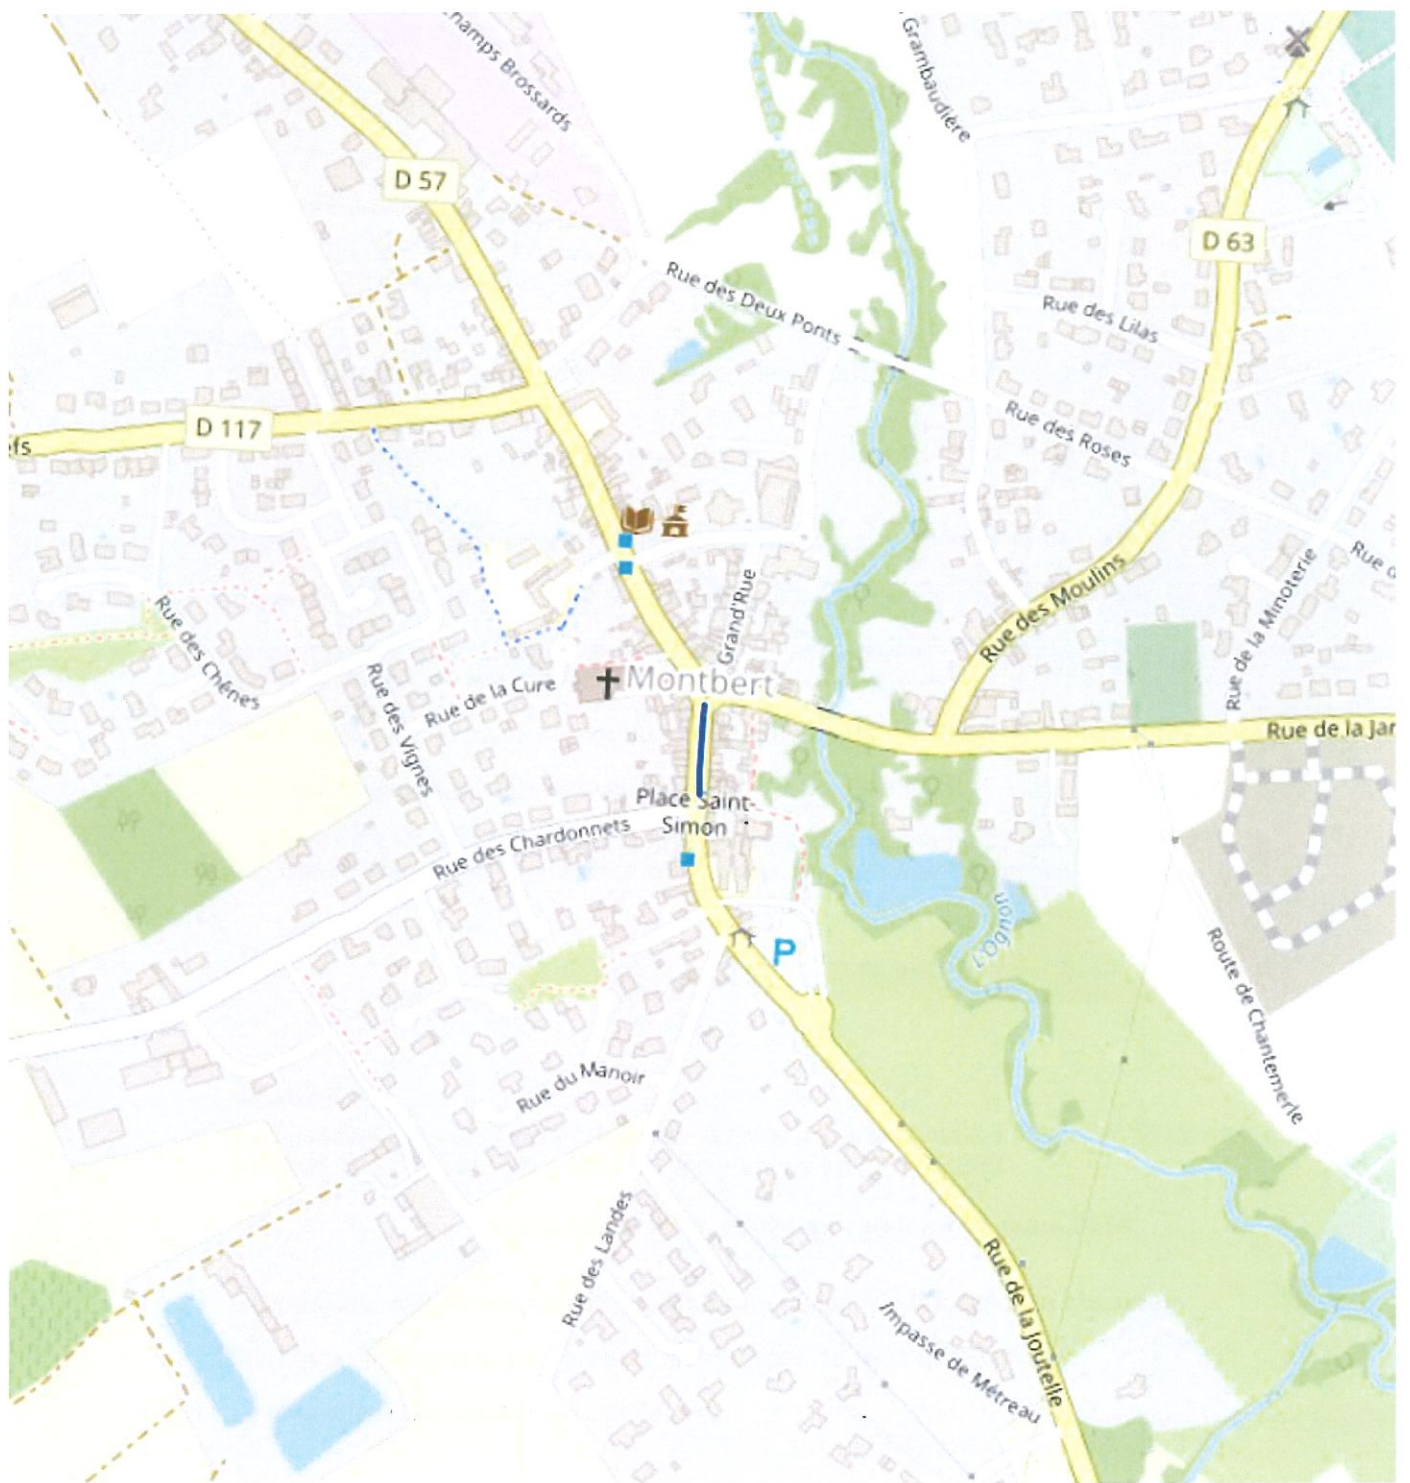 hamps Brossards
Grambaudière
D 57
D 63
Rue des Deux Ponts
Rue des Lilas
D 117
efs
Rue des Roses
Rue des Moulins
Rue de la Minoterie
Rue d
Grand'Rue
Rue des Chênes
Rue de la Cure
Montbert
Rue des Vignes
Rue de la Jar
Place Saint-
Simon
Rue des Chardonnets
L'Ognon
P
Route de Chantemerle
Rue du Manoir
Rue des Landes
Rue de la Joutelle
Impasse de Métreau